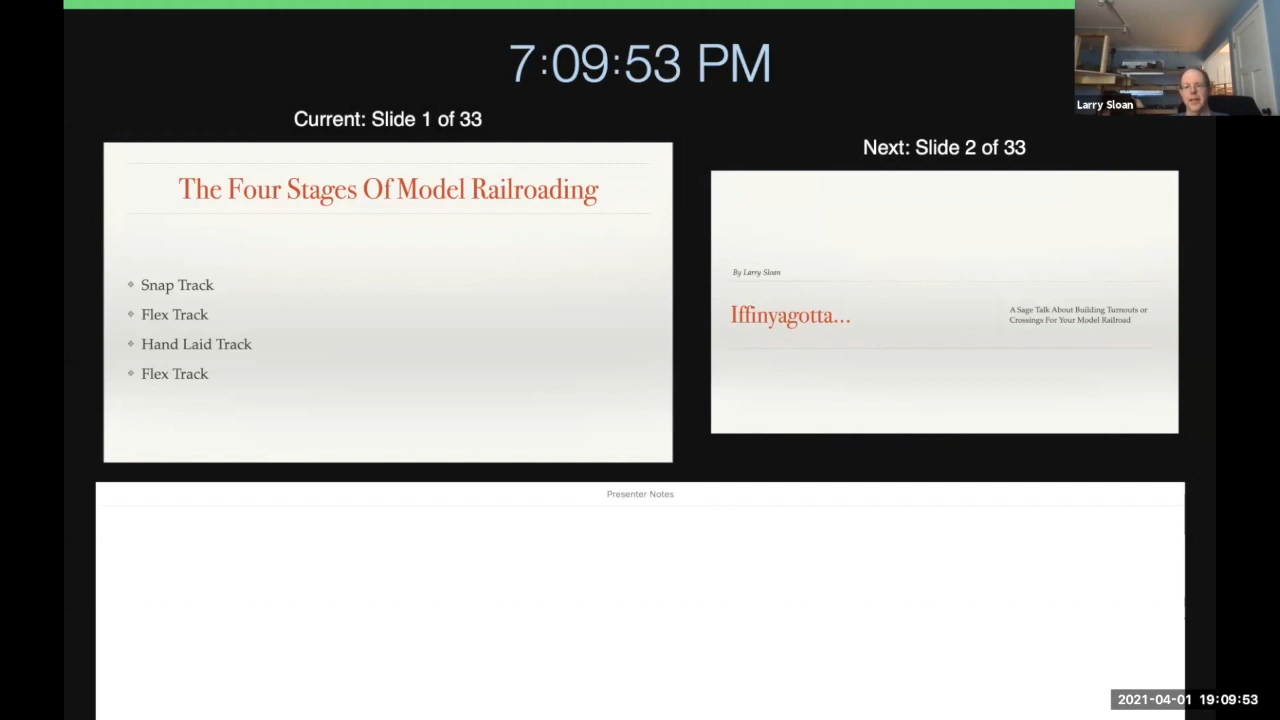 7:09:53 PM
Larry Sloan
Current: Slide 1 of 33
Next: Slide 2 of 33
The Four Stages Of Model Railroading
❖ Snap Track
❖ Flex Track
❖ Hand Laid Track
❖ Flex Track
By Larry Sloan
Iffinyagotta...
A Sage Talk About Building Turnouts or
Crossings For Your Model Railroad
Presenter Notes
2021-04-01 19:09:53